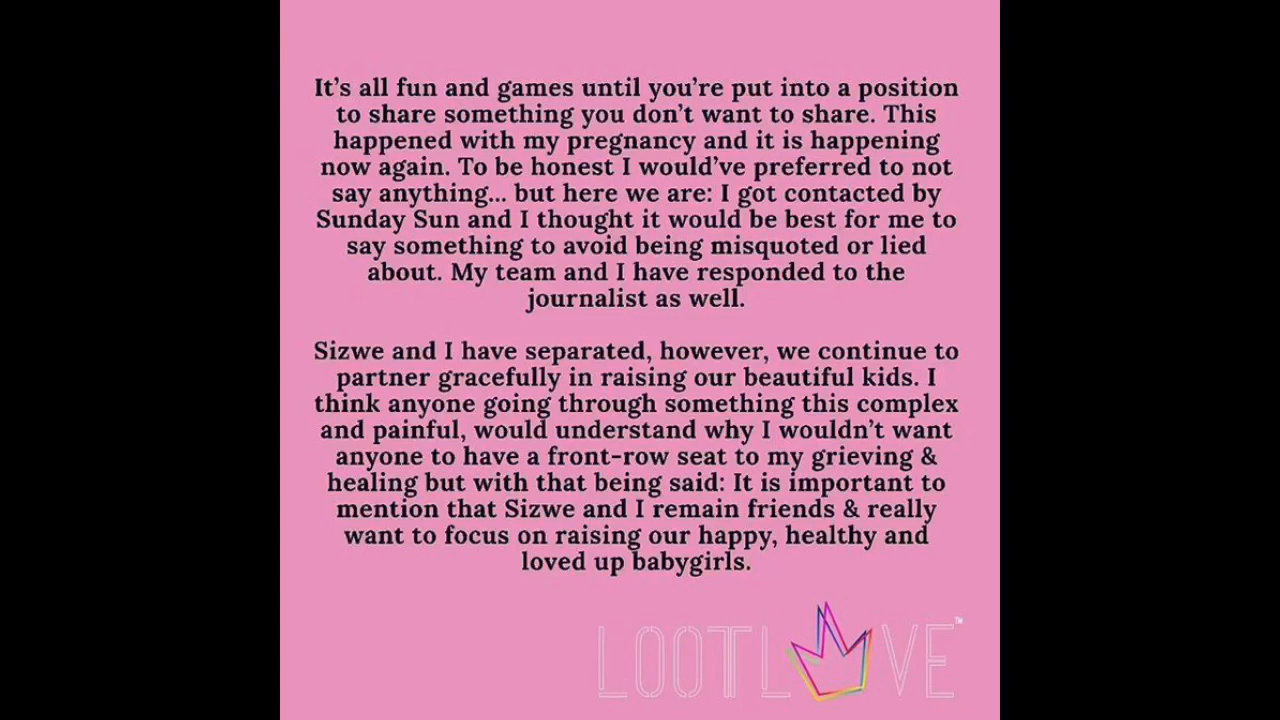 It’s all fun and games until you’re put into a position
to share something you don’t want to share. This
happened with my pregnancy and it is happening
now again. To be honest I would’ve preferred to not
say anything... but here we are: I got contacted by
Sunday Sun and I thought it would be best for me to
say something to avoid being misquoted or lied
about. My team and I have responded to the
journalist as well.
Sizwe and I have separated, however, we continue to
partner gracefully in raising our beautiful kids. I
think anyone going through something this complex
and painful, would understand why I wouldn’t want
anyone to have a front-row seat to my grieving &
healing but with that being said: It is important to
mention that Sizwe and I remain friends & really
want to focus on raising our happy, healthy and
loved up babygirls.
LOOTLOVE™